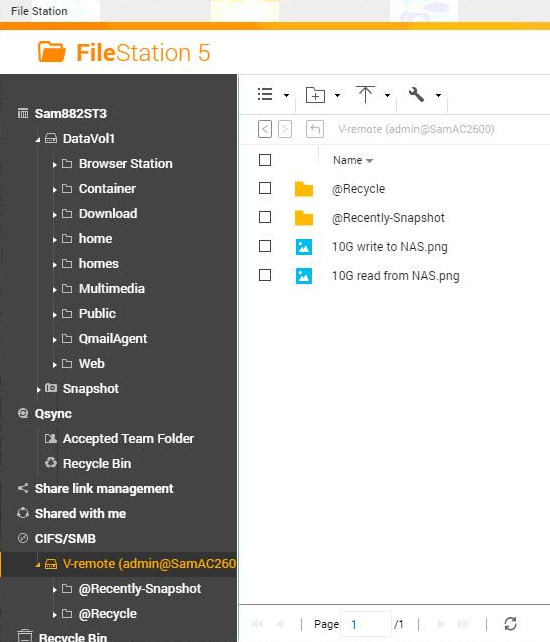 File Station
FileStation 5
Sam882ST3
DataVol1
Browser Station
Container
Download
home
homes
Multimedia
Public
QmailAgent
Web
Snapshot
Qsync
Accepted Team Folder
Recycle Bin
Share link management
Shared with me
CIFS/SMB
V-remote (admin@SamAC260
@Recently-Snapshot
@Recycle
Recycle Bin
V-remote (admin@SamAC2600)
Name
@Recycle
@Recently-Snapshot
10G write to NAS.png
10G read from NAS.png
Page 1 /1